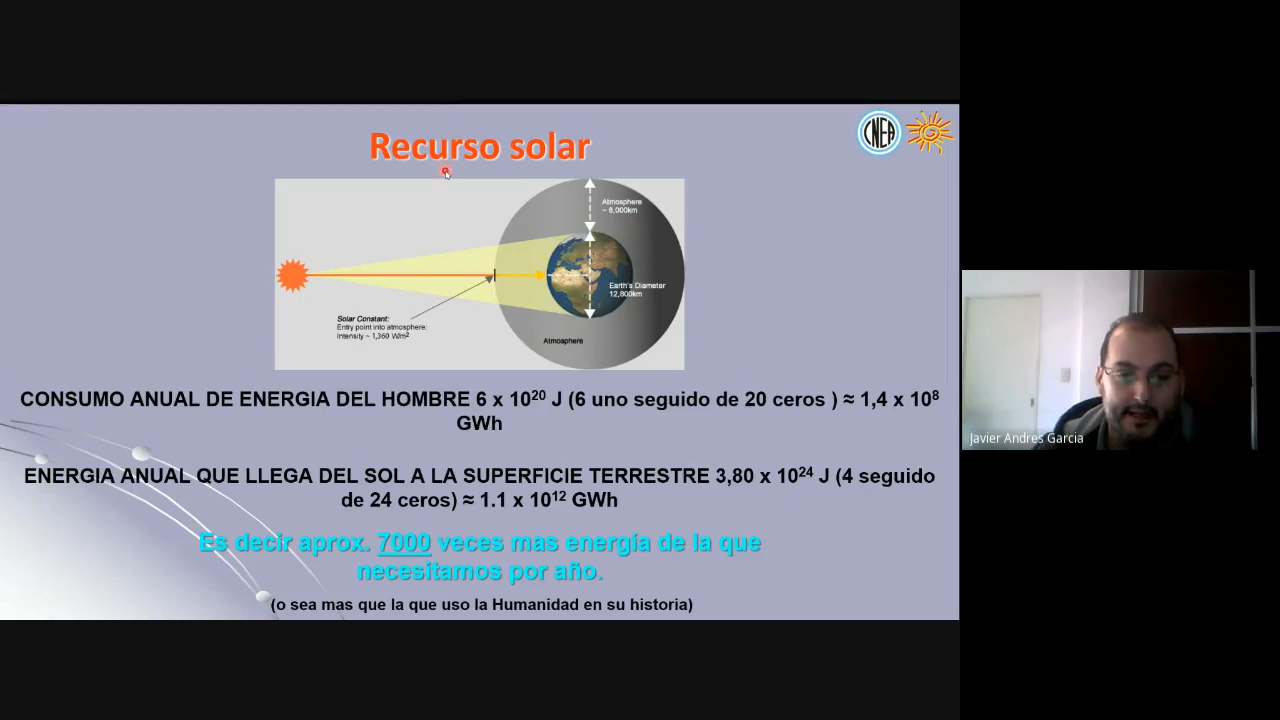 Recurso solar
CNEA
Atmosphere
~ 8,000km
Earth's Diameter
12,800km
Solar Constant:
Entry point into atmosphere:
Intensity ~ 1,360 W/m²
Atmosphere
CONSUMO ANUAL DE ENERGIA DEL HOMBRE 6 x 10²⁰ J (6 uno seguido de 20 ceros ) ≈ 1,4 x 10⁸
GWh
ENERGIA ANUAL QUE LLEGA DEL SOL A LA SUPERFICIE TERRESTRE 3,80 x 10²⁴ J (4 seguido
de 24 ceros) ≈ 1.1 x 10¹² GWh
Es decir aprox. 7000 veces mas energía de la que
necesitamos por año.
(o sea mas que la que uso la Humanidad en su historia)
Javier Andres Garcia